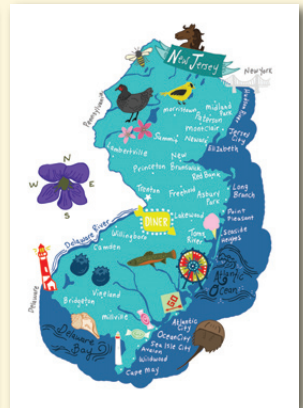 New Jersey
New York
Pennsylvania
Hudson River
Morristown
Midland Park
Paterson
Montclair
Jersey City
Summit
Newark
Elizabeth
Lambertville
New Brunswick
Princeton
Red Bank
N
W
E
S
Trenton
Freehold
Asbury Park
Long Branch
DINER
Lakewood
Point Pleasant
Delaware River
Willingboro
Toms River
Seaside Heights
Camden
Atlantic Ocean
Delaware
Vineland
Bridgeton
GO
Millville
Delaware Bay
Atlantic City
Ocean City
Sea Isle City
Avalon
Wildwood
Cape May